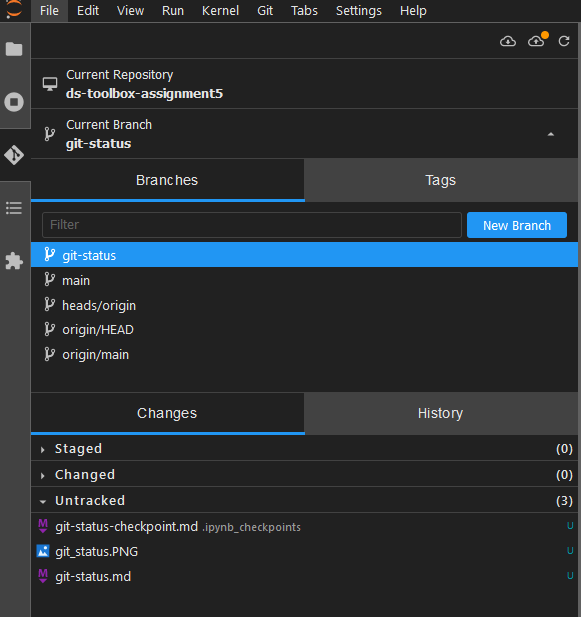 File Edit View Run Kernel Git Tabs Settings Help
Current Repository
ds-toolbox-assignment5
Current Branch
git-status
Branches Tags
Filter New Branch
git-status
main
heads/origin
origin/HEAD
origin/main
Changes History
Staged (0)
Changed (0)
Untracked (3)
git-status-checkpoint.md .ipynb_checkpoints U
git_status.PNG U
git-status.md U